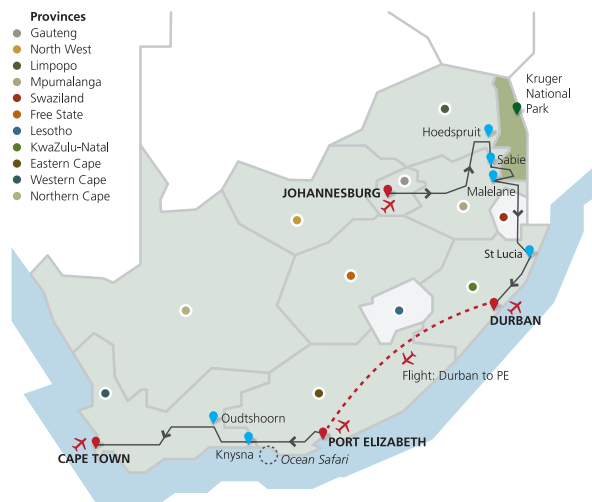 Provinces
Gauteng
North West
Limpopo
Mpumalanga
Swaziland
Free State
Lesotho
KwaZulu-Natal
Eastern Cape
Western Cape
Northern Cape
Kruger
National
Park
Hoedspruit
Sabie
JOHANNESBURG
Malelane
St Lucia
DURBAN
Flight: Durban to PE
Oudtshoorn
PORT ELIZABETH
CAPE TOWN
Knysna
Ocean Safari